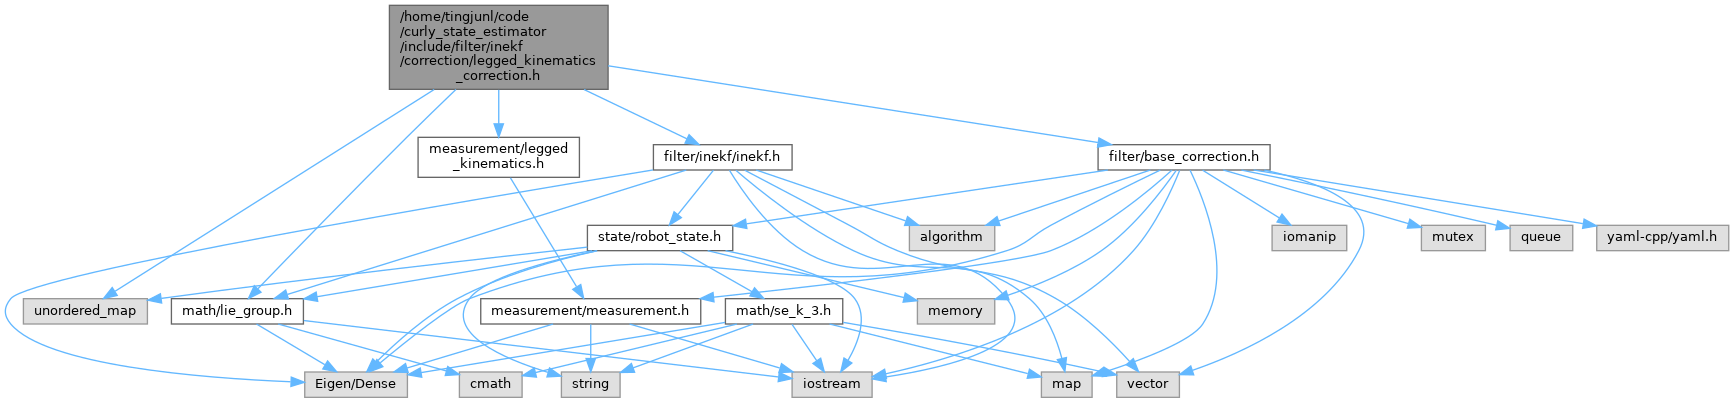 /home/tingjunl/code
/curly_state_estimator
/include/filter/inekf
/correction/legged_kinematics
_correction.h
measurement/legged
_kinematics.h
filter/inekf/inekf.h
filter/base_correction.h
state/robot_state.h
algorithm
iomanip
mutex
queue
yaml-cpp/yaml.h
unordered_map
math/lie_group.h
measurement/measurement.h
math/se_k_3.h
memory
Eigen/Dense
cmath
string
iostream
map
vector